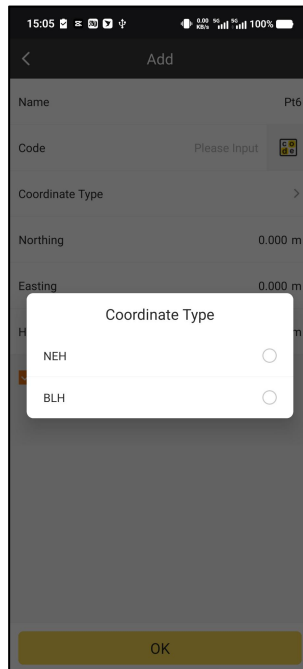 15:05 0.00 KB/s 5G 5G 100%
Add
Name Pt6
Code Please Input code
Coordinate Type
Northing 0.000 m
Easting 0.000 m
H m
Coordinate Type
NEH
BLH
OK